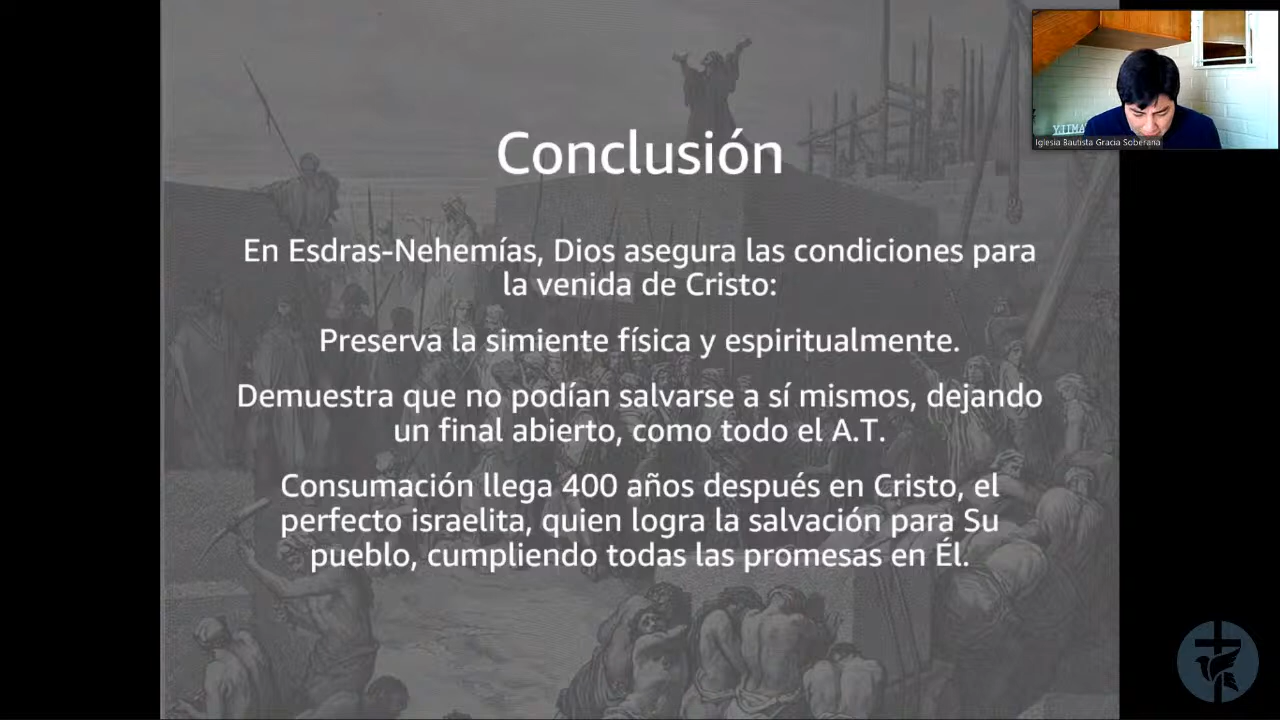 Conclusión
En Esdras-Nehemías, Dios asegura las condiciones para
la venida de Cristo:
Preserva la simiente física y espiritualmente.
Demuestra que no podían salvarse a sí mismos, dejando
un final abierto, como todo el A.T.
Consumación llega 400 años después en Cristo, el
perfecto israelita, quien logra la salvación para Su
pueblo, cumpliendo todas las promesas en Él.
Iglesia Bautista Gracia Soberana